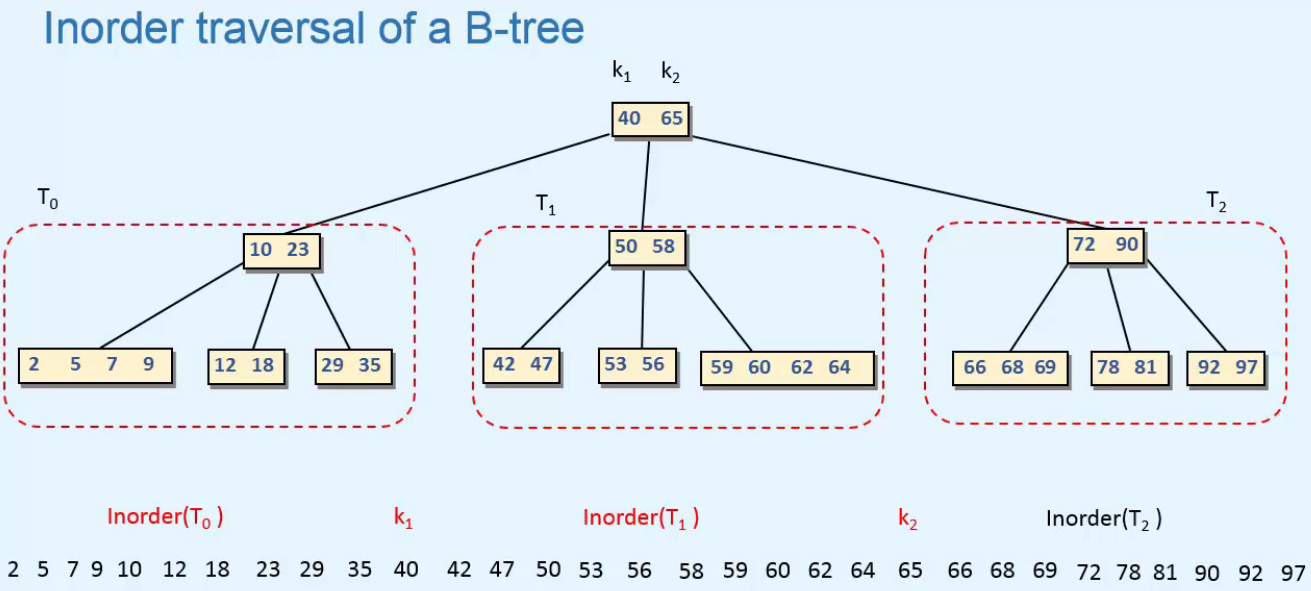 Inorder traversal of a B-tree
k₁ k₂
40 65
T₀ T₁ T₂
10 23 50 58 72 90
2 5 7 9 12 18 29 35 42 47 53 56 59 60 62 64 66 68 69 78 81 92 97
Inorder(T₀ ) k₁ Inorder(T₁ ) k₂ Inorder(T₂ )
2 5 7 9 10 12 18 23 29 35 40 42 47 50 53 56 58 59 60 62 64 65 66 68 69 72 78 81 90 92 97